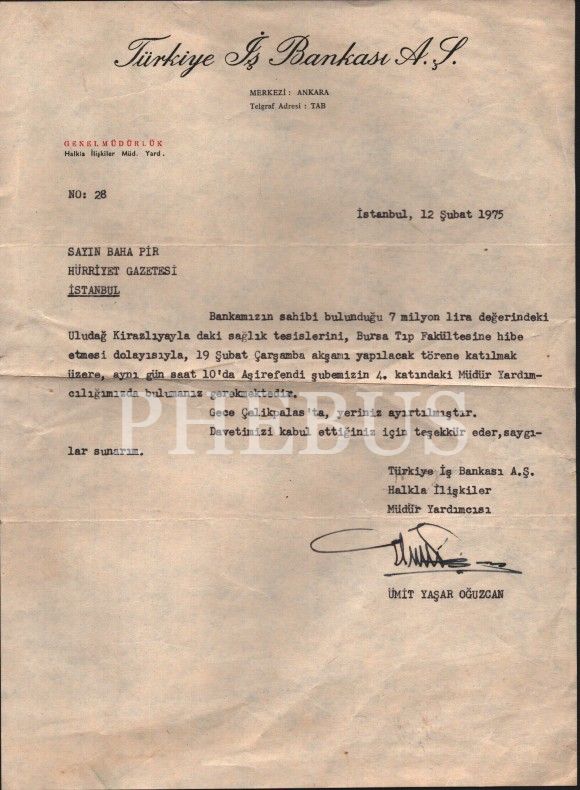 Türkiye İş Bankası A.Ş.
MERKEZİ : ANKARA
Telgraf Adresi : TAB
GENEL MÜDÜRLÜK
Halkla İlişkiler Müd. Yard.
NO: 28
İstanbul, 12 Şubat 1975
SAYIN BAHA PİR
HÜRRİYET GAZETESİ
İSTANBUL
Bankamızın sahibi bulunduğu 7 milyon lira değerindeki
Uludağ Kirazlıyayla daki sağlık tesislerini, Bursa Tıp Fakültesine hibe
etmesi dolayısıyla, 19 Şubat Çarşamba akşamı yapılacak törene katılmak
üzere, aynı gün saat 10'da Aşirefendi şubemizin 4. katındaki Müdür Yardım-
cılığımızda bulumanız gerekmektedir.
Gece Çelikpalas'ta, yeriniz ayırtılmıştır.
Davetimizi kabul ettiğiniz için teşekkür eder,saygı-
lar sunarım.
PHEBUS
Türkiye İş Bankası A.Ş.
Halkla İlişkiler
Müdür Yardımcısı
ÜMİT YAŞAR OĞUZCAN